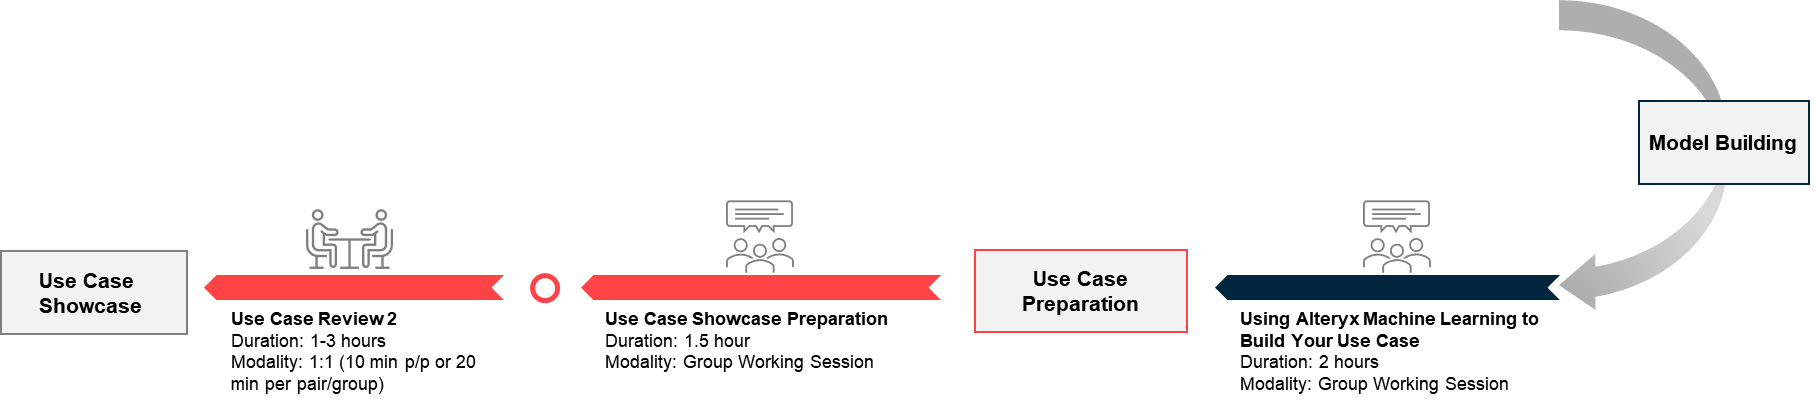 Model Building
Use Case
Showcase
Use Case
Preparation
Use Case Review 2
Duration: 1-3 hours
Modality: 1:1 (10 min p/p or 20
min per pair/group)
Use Case Showcase Preparation
Duration: 1.5 hour
Modality: Group Working Session
Using Alteryx Machine Learning to
Build Your Use Case
Duration: 2 hours
Modality: Group Working Session